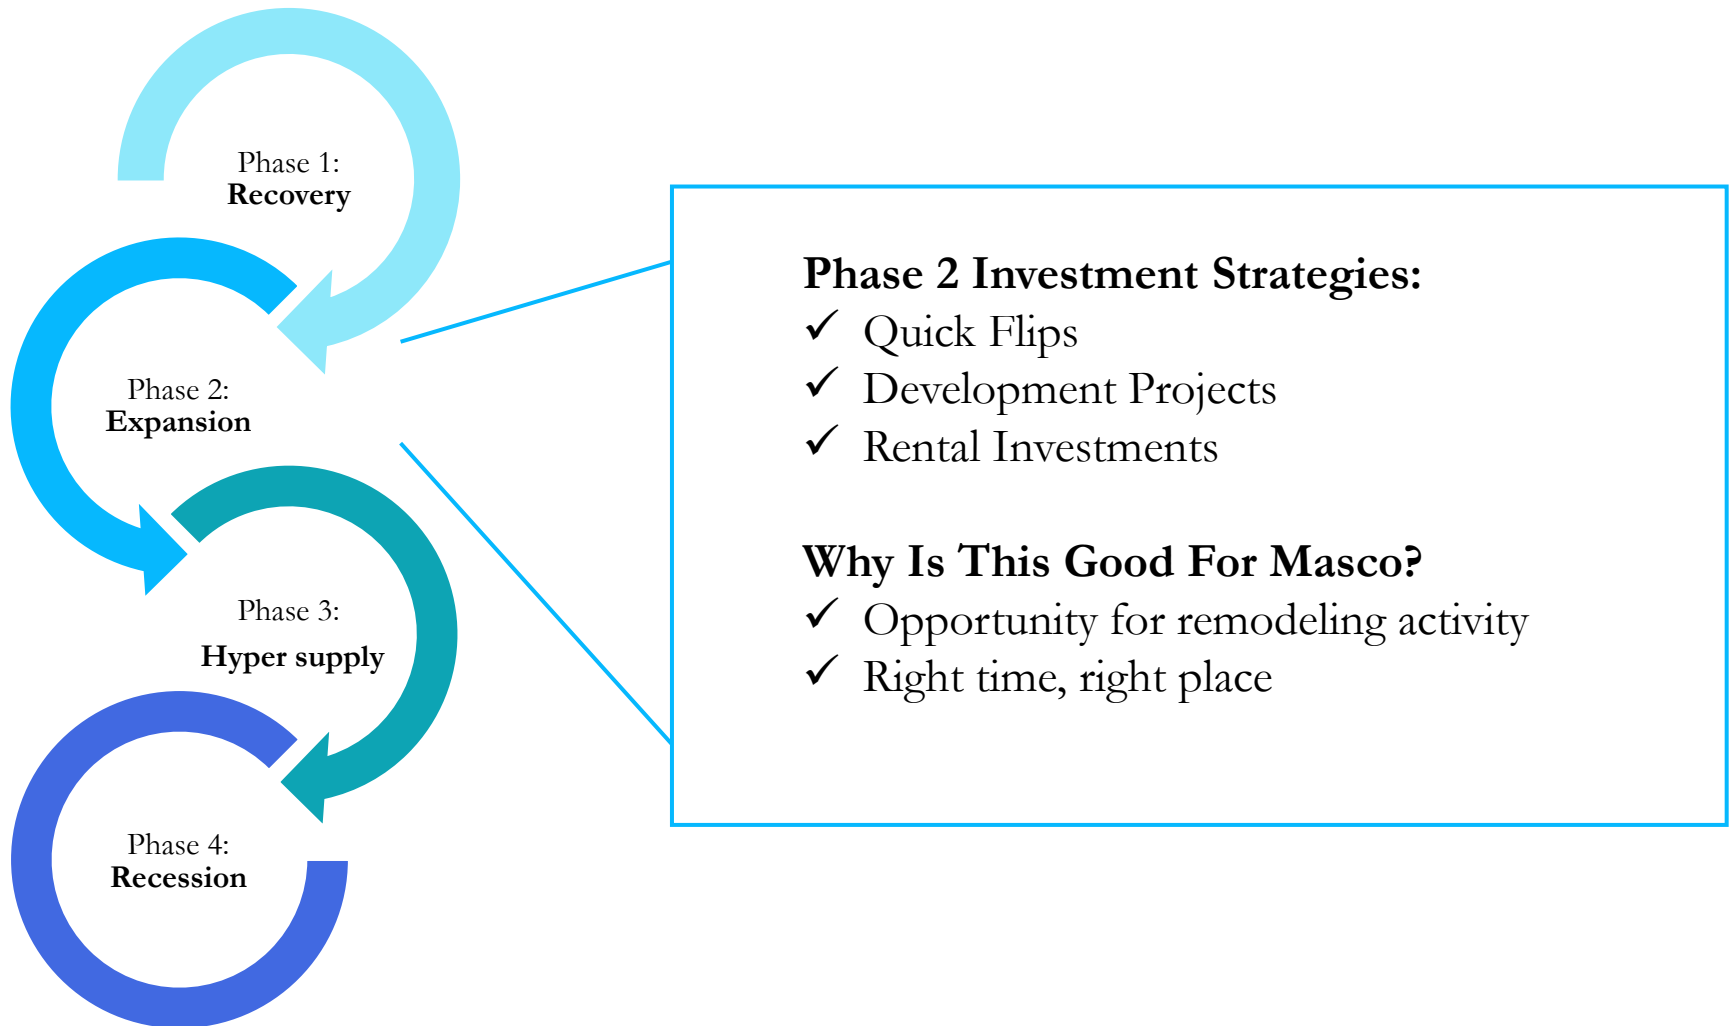 Phase 1:
Recovery
Phase 2:
Expansion
Phase 3:
Hyper supply
Phase 4:
Recession
Phase 2 Investment Strategies:
✓ Quick Flips
✓ Development Projects
✓ Rental Investments
Why Is This Good For Masco?
✓ Opportunity for remodeling activity
✓ Right time, right place